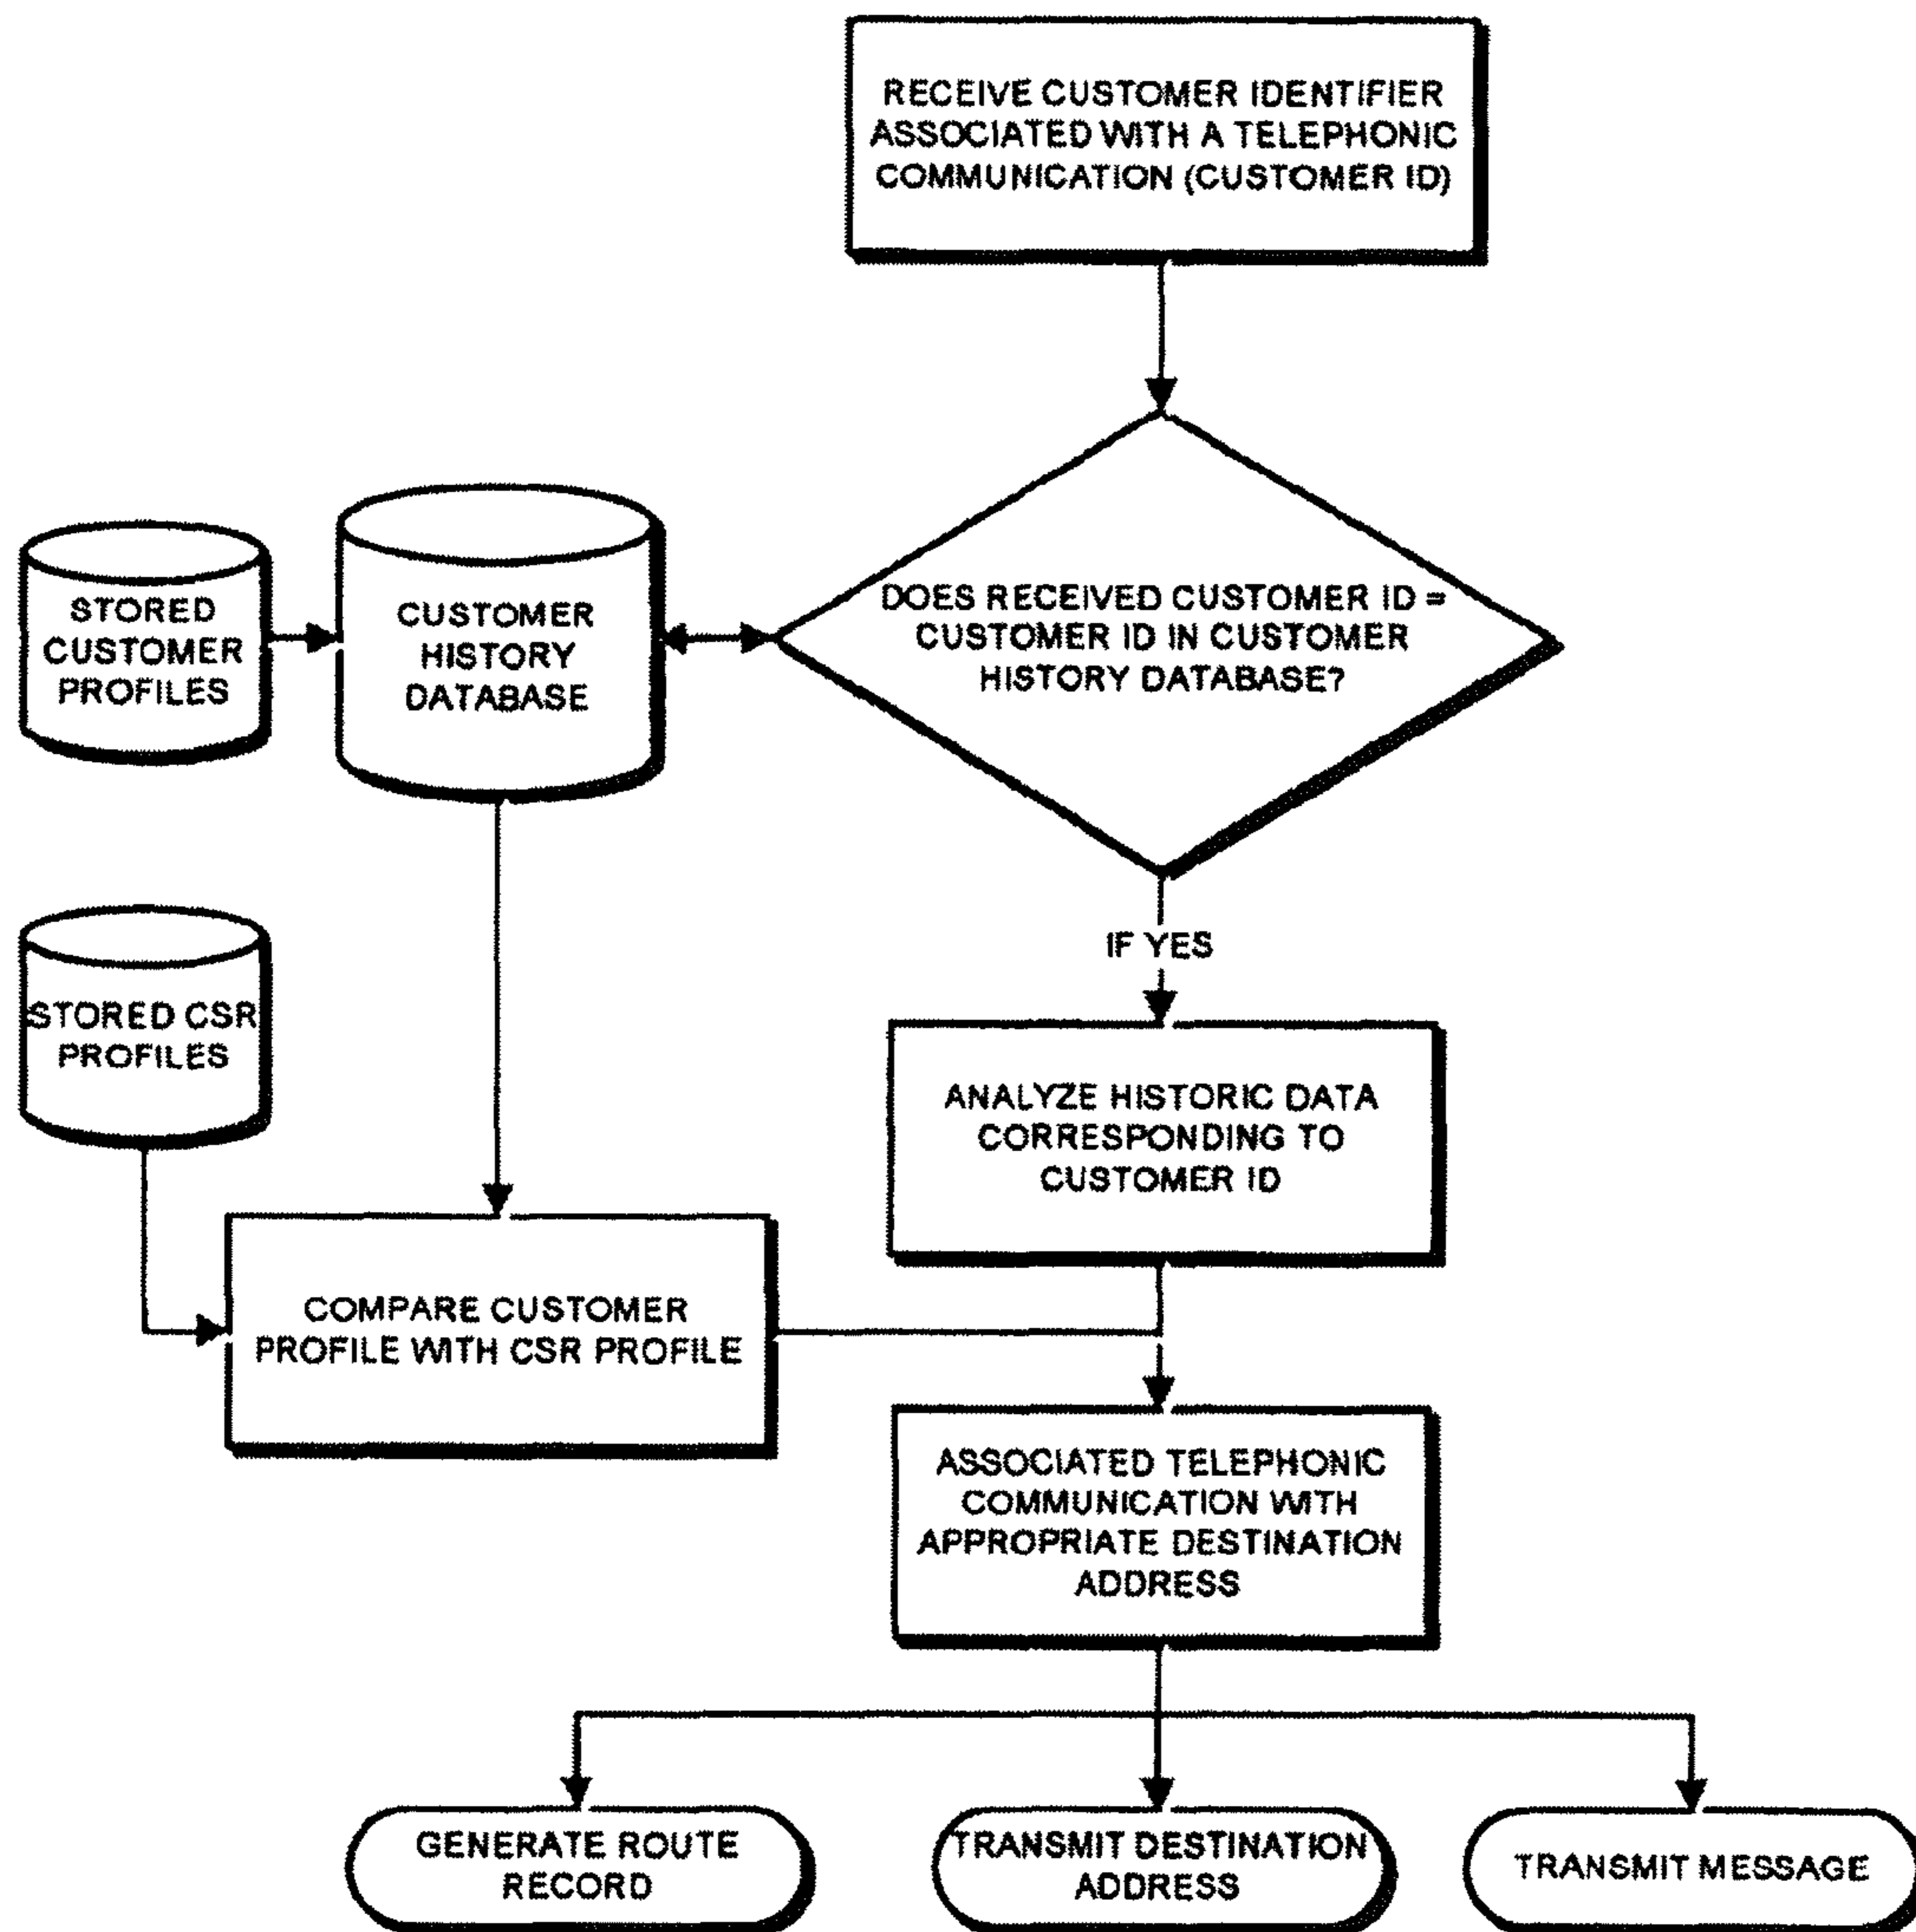 RECEIVE CUSTOMER IDENTIFIER
ASSOCIATED WITH A TELEPHONIC
COMMUNICATION (CUSTOMER ID)
DOES RECEIVED CUSTOMER ID =
CUSTOMER ID IN CUSTOMER
HISTORY DATABASE?
CUSTOMER
HISTORY
DATABASE
STORED
CUSTOMER
PROFILES
IF YES
STORED CSR
PROFILES
ANALYZE HISTORIC DATA
CORRESPONDING TO
CUSTOMER ID
COMPARE CUSTOMER
PROFILE WITH CSR PROFILE
ASSOCIATED TELEPHONIC
COMMUNICATION WITH
APPROPRIATE DESTINATION
ADDRESS
GENERATE ROUTE
RECORD
TRANSMIT DESTINATION
ADDRESS
TRANSMIT MESSAGE